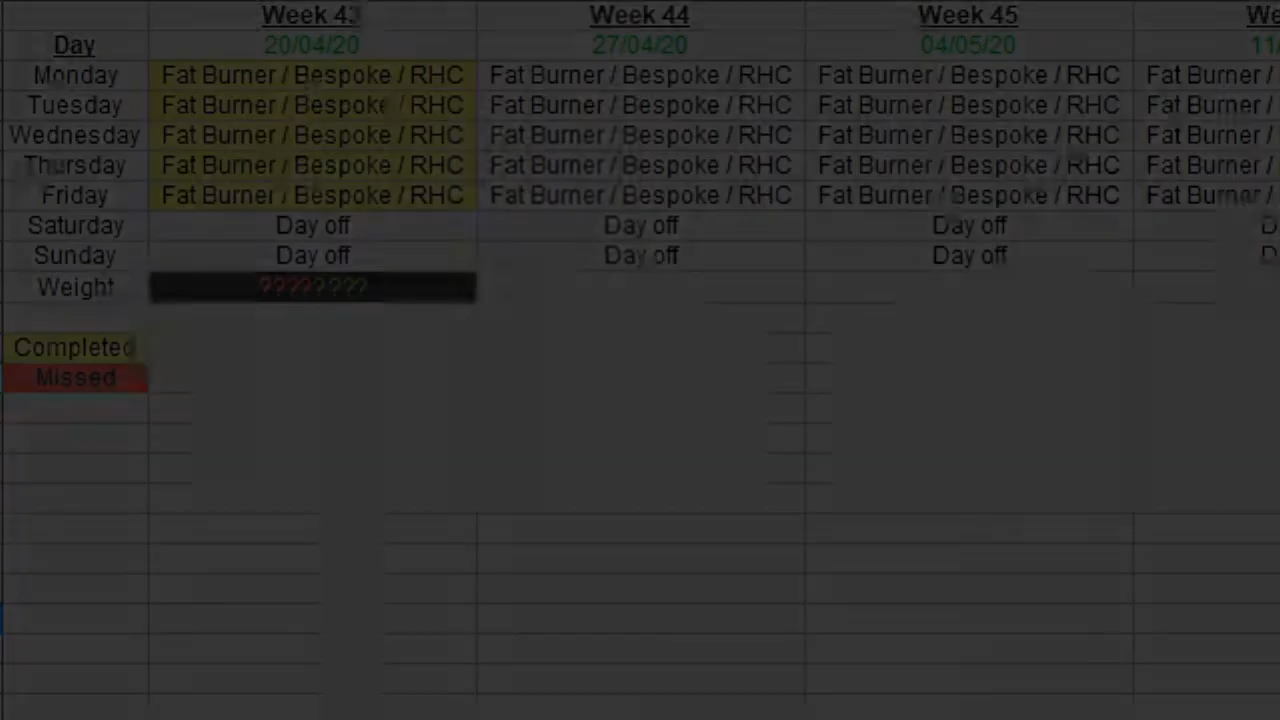 Week 43 Week 44 Week 45 We
Day 20/04/20 27/04/20 04/05/20 11
Monday Fat Burner / Bespoke / RHC Fat Burner / Bespoke / RHC Fat Burner / Bespoke / RHC Fat Burner /
Tuesday Fat Burner / Bespoke / RHC Fat Burner / Bespoke / RHC Fat Burner / Bespoke / RHC Fat Burner /
Wednesday Fat Burner / Bespoke / RHC Fat Burner / Bespoke / RHC Fat Burner / Bespoke / RHC Fat Burner /
Thursday Fat Burner / Bespoke / RHC Fat Burner / Bespoke / RHC Fat Burner / Bespoke / RHC Fat Burner /
Friday Fat Burner / Bespoke / RHC Fat Burner / Bespoke / RHC Fat Burner / Bespoke / RHC Fat Burner /
Saturday Day off Day off Day off D
Sunday Day off Day off Day off D
Weight ????????
Completed
Missed